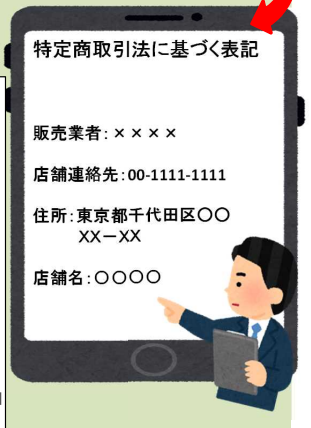 特定商取引法に基づく表記
販売業者：××××
店舗連絡先：00-1111-1111
住所：東京都千代田区〇〇
XX－XX
店舗名：〇〇〇〇